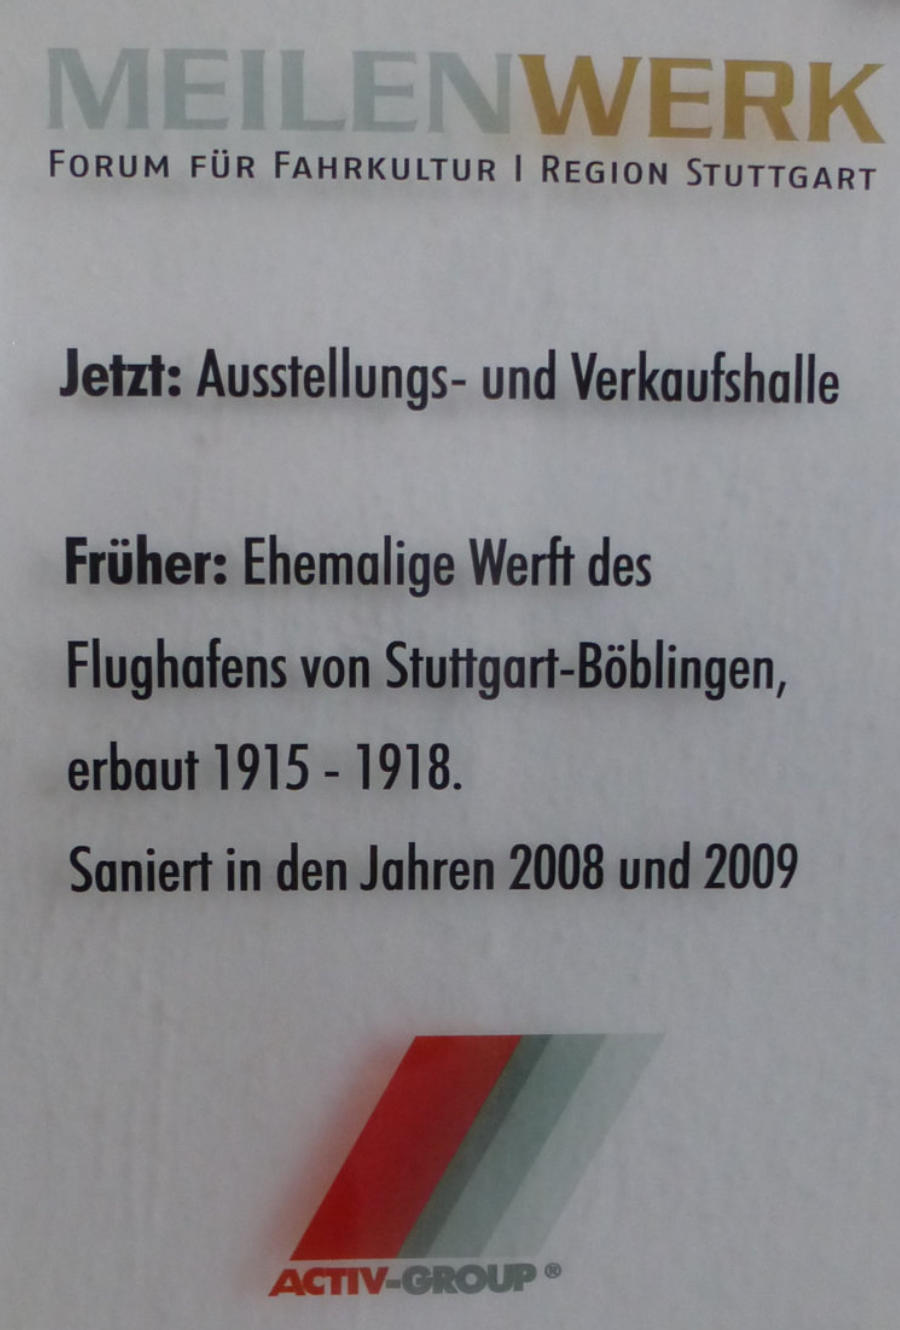 MEILENWERK
FORUM FÜR FAHRKULTUR | REGION STUTTGART
Jetzt: Ausstellungs- und Verkaufshalle
Früher: Ehemalige Werft des
Flughafens von Stuttgart-Böblingen,
erbaut 1915 - 1918.
Saniert in den Jahren 2008 und 2009
ACTIV-GROUP®